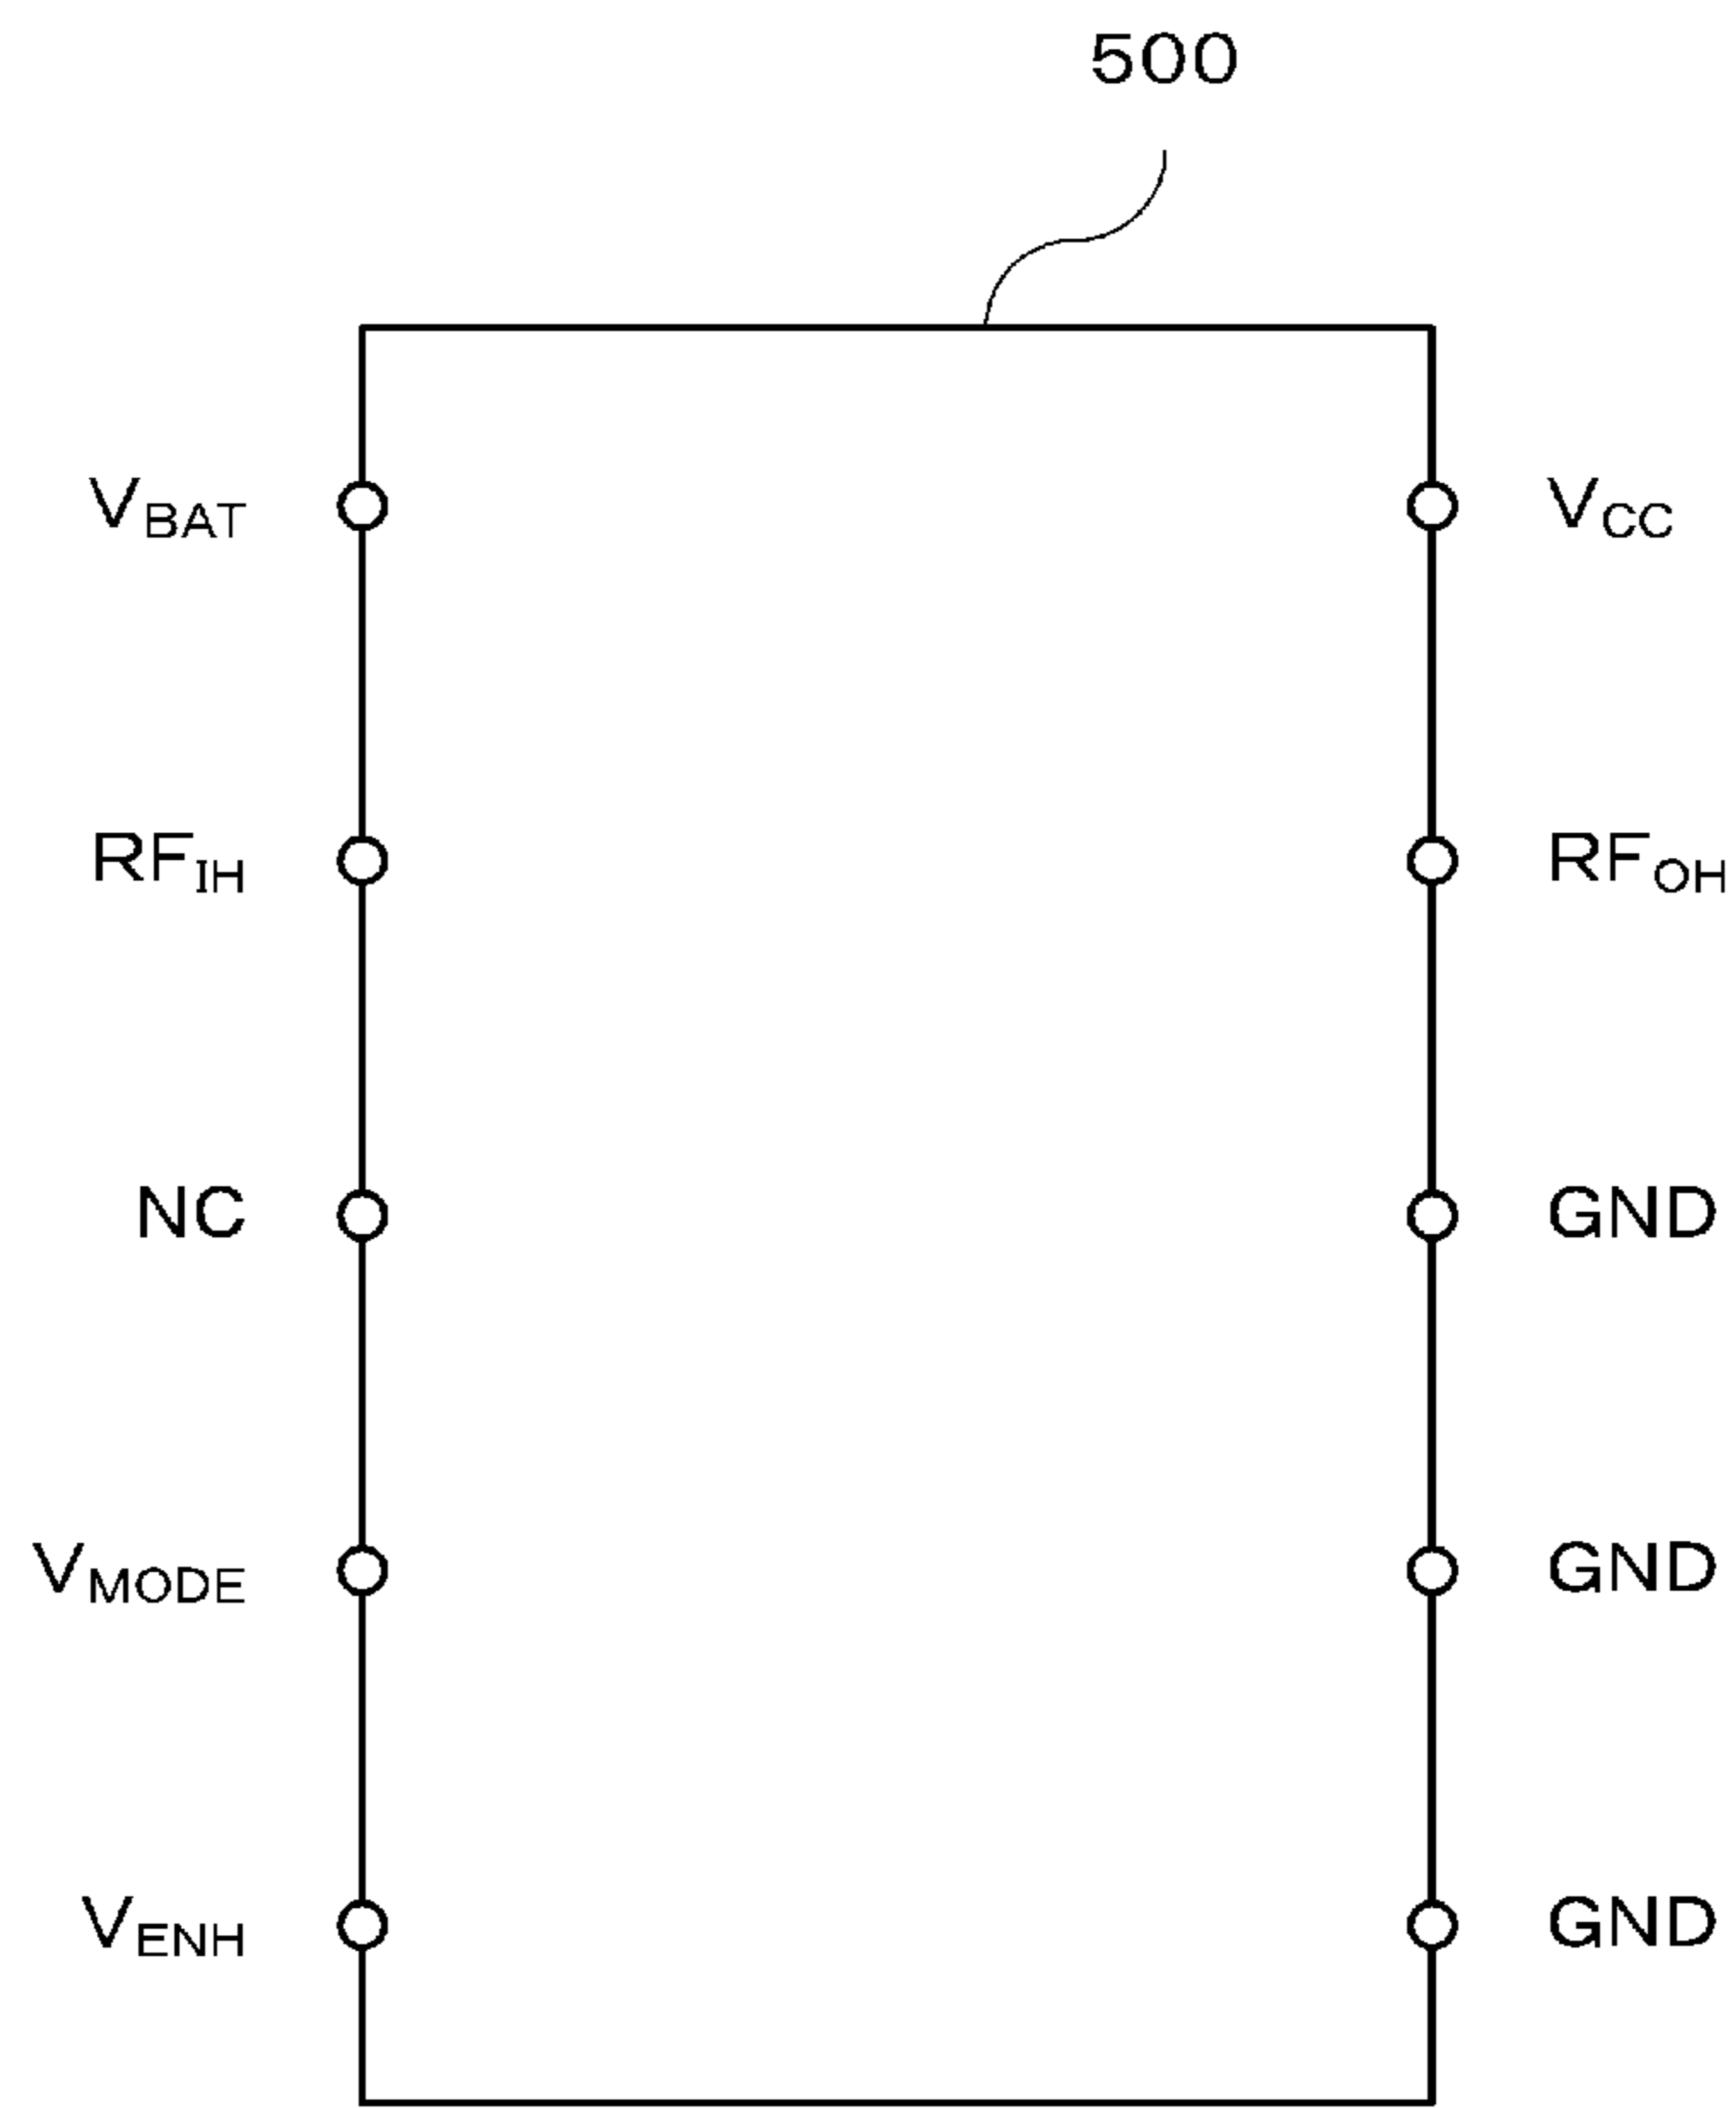 500
VBAT VCC
RFIH RFOH
NC GND
VMODE GND
VENH GND